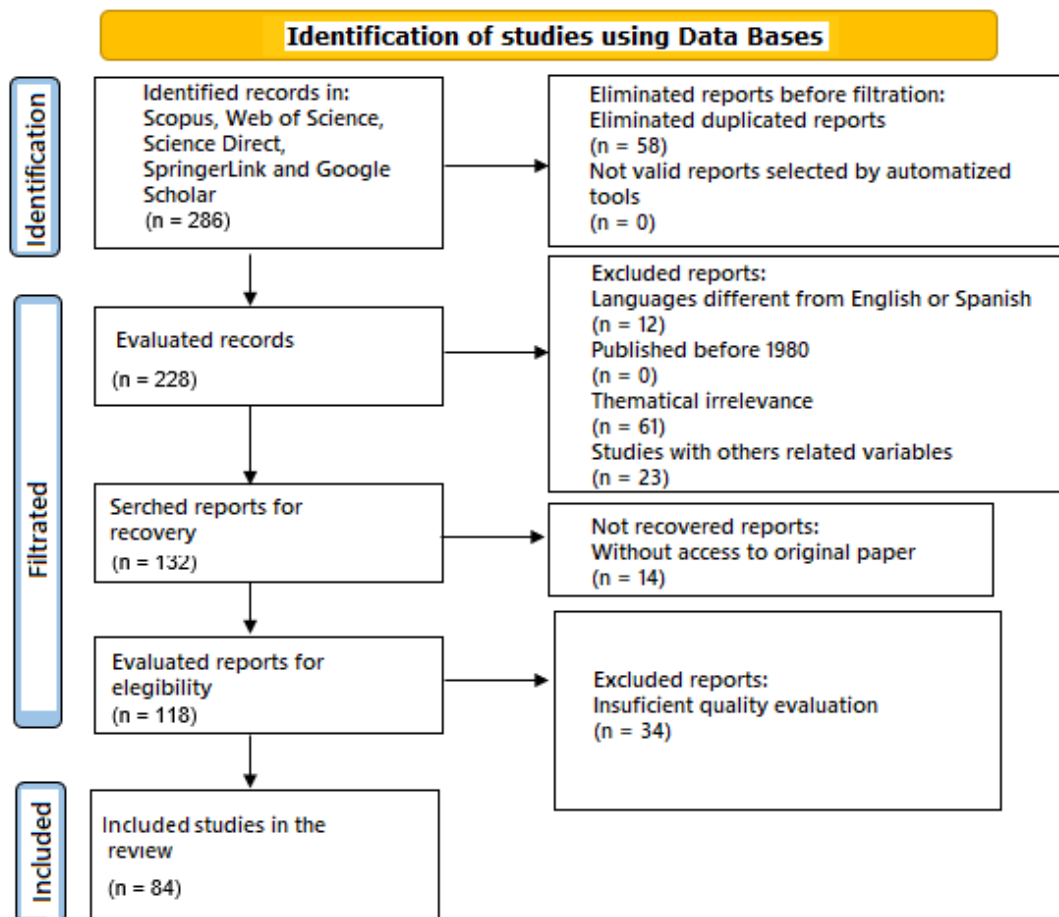 Identification of studies using Data Bases
Identification
Identified records in:
Scopus, Web of Science,
Science Direct,
SpringerLink and Google
Scholar
(n = 286)
Eliminated reports before filtration:
Eliminated duplicated reports
(n = 58)
Not valid reports selected by automatized
tools
(n = 0)
Filtrated
Evaluated records
(n = 228)
Excluded reports:
Languages different from English or Spanish
(n = 12)
Published before 1980
(n = 0)
Thematical irrelevance
(n = 61)
Studies with others related variables
(n = 23)
Serched reports for
recovery
(n = 132)
Not recovered reports:
Without access to original paper
(n = 14)
Evaluated reports for
elegibility
(n = 118)
Excluded reports:
Insuficient quality evaluation
(n = 34)
Included
Included studies in the
review
(n = 84)